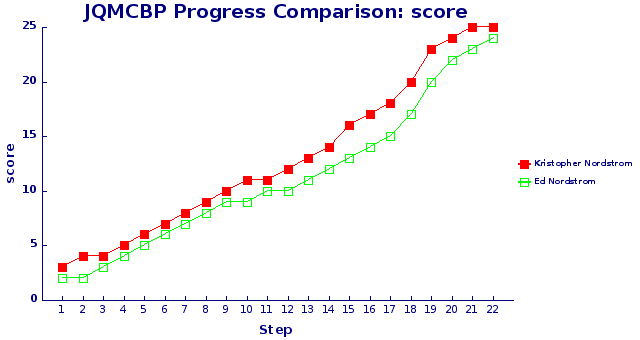 JQMCBP Progress Comparison: score
25
20
15
10
5
0
score
1 2 3 4 5 6 7 8 9 10 11 12 13 14 15 16 17 18 19 20 21 22
Step
Kristopher Nordstrom
Ed Nordstrom